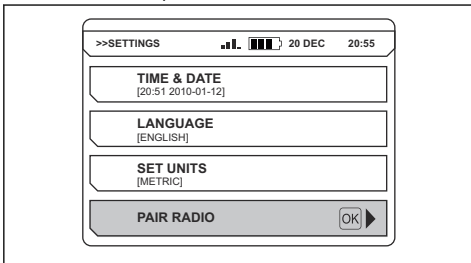 >>SETTINGS 20 DEC 20:55
TIME & DATE
[20:51 2010-01-12]
LANGUAGE
[ENGLISH]
SET UNITS
[METRIC]
PAIR RADIO OK